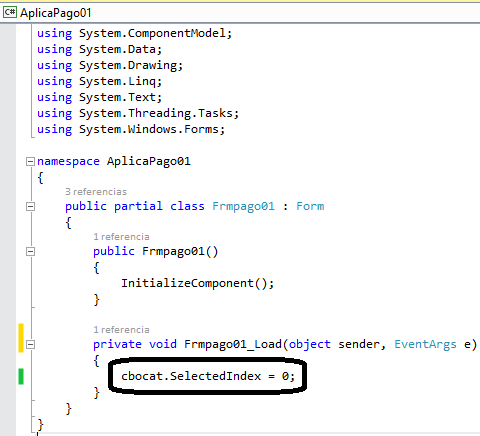 C# AplicaPago01
using System.ComponentModel;
using System.Data;
using System.Drawing;
using System.Linq;
using System.Text;
using System.Threading.Tasks;
using System.Windows.Forms;
namespace AplicaPago01
{
3 referencias
public partial class Frmpago01 : Form
{
1 referencia
public Frmpago01()
{
InitializeComponent();
}
1 referencia
private void Frmpago01_Load(object sender, EventArgs e)
{
cbocat.SelectedIndex = 0;
}
}
}